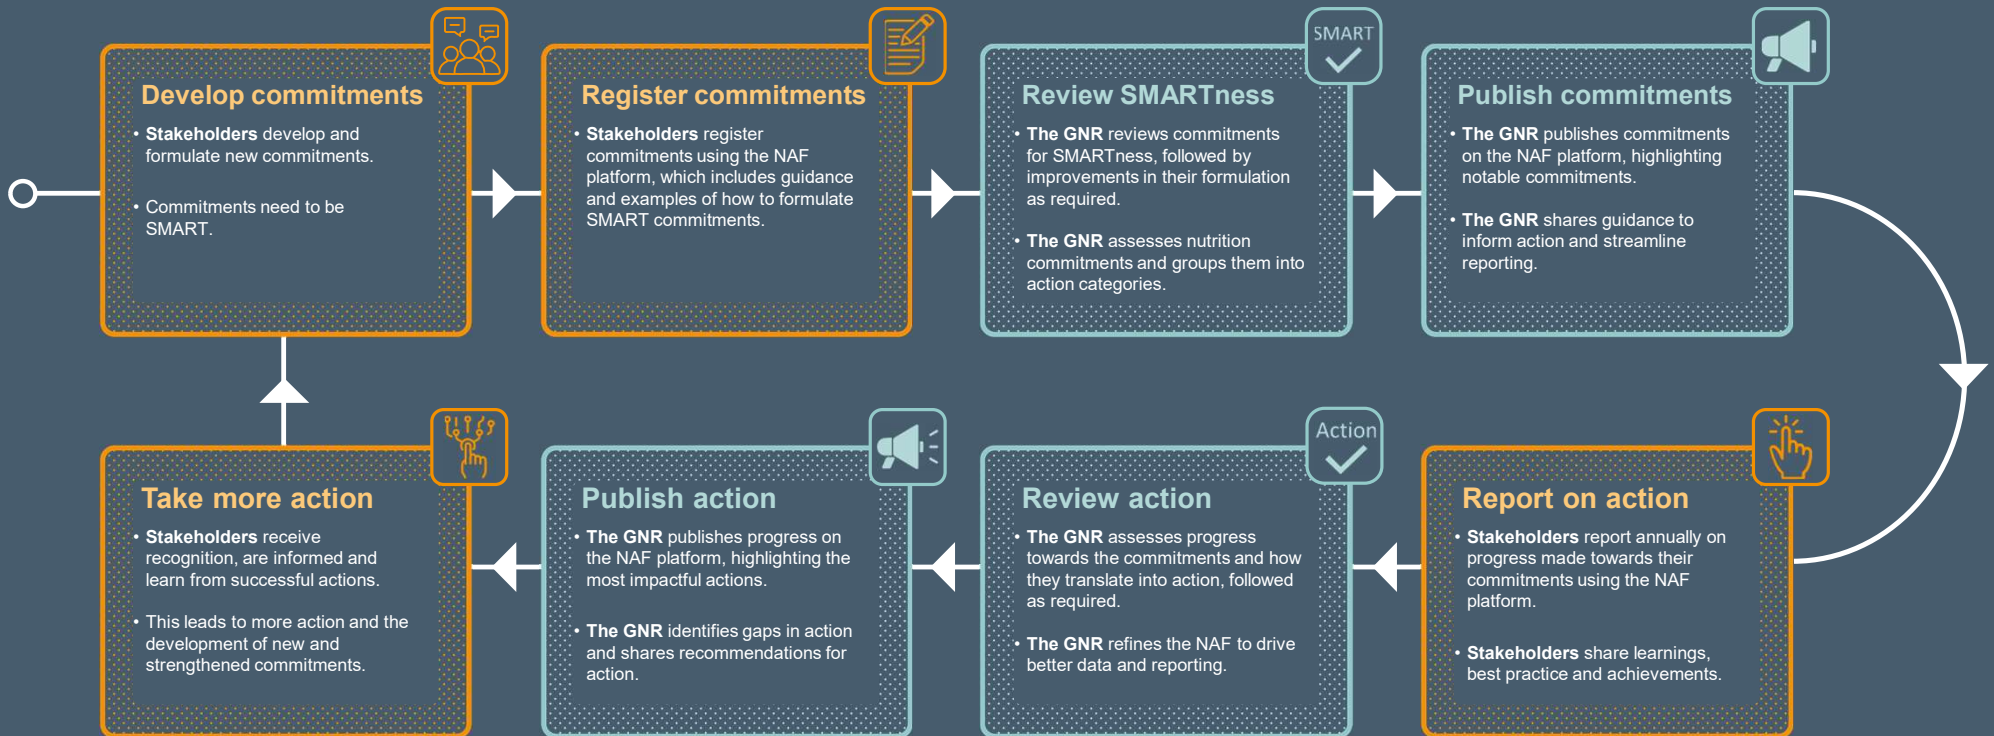 Develop commitments
• Stakeholders develop and
formulate new commitments.
• Commitments need to be
SMART.
Register commitments
• Stakeholders register
commitments using the NAF
platform, which includes guidance
and examples of how to formulate
SMART commitments.
SMART
Review SMARTness
• The GNR reviews commitments
for SMARTness, followed by
improvements in their formulation
as required.
• The GNR assesses nutrition
commitments and groups them into
action categories.
Publish commitments
• The GNR publishes commitments
on the NAF platform, highlighting
notable commitments.
• The GNR shares guidance to
inform action and streamline
reporting.
Report on action
• Stakeholders report annually on
progress made towards their
commitments using the NAF
platform.
• Stakeholders share learnings,
best practice and achievements.
Action
Review action
• The GNR assesses progress
towards the commitments and how
they translate into action, followed
as required.
• The GNR refines the NAF to drive
better data and reporting.
Publish action
• The GNR publishes progress on
the NAF platform, highlighting the
most impactful actions.
• The GNR identifies gaps in action
and shares recommendations for
action.
Take more action
• Stakeholders receive
recognition, are informed and
learn from successful actions.
• This leads to more action and the
development of new and
strengthened commitments.